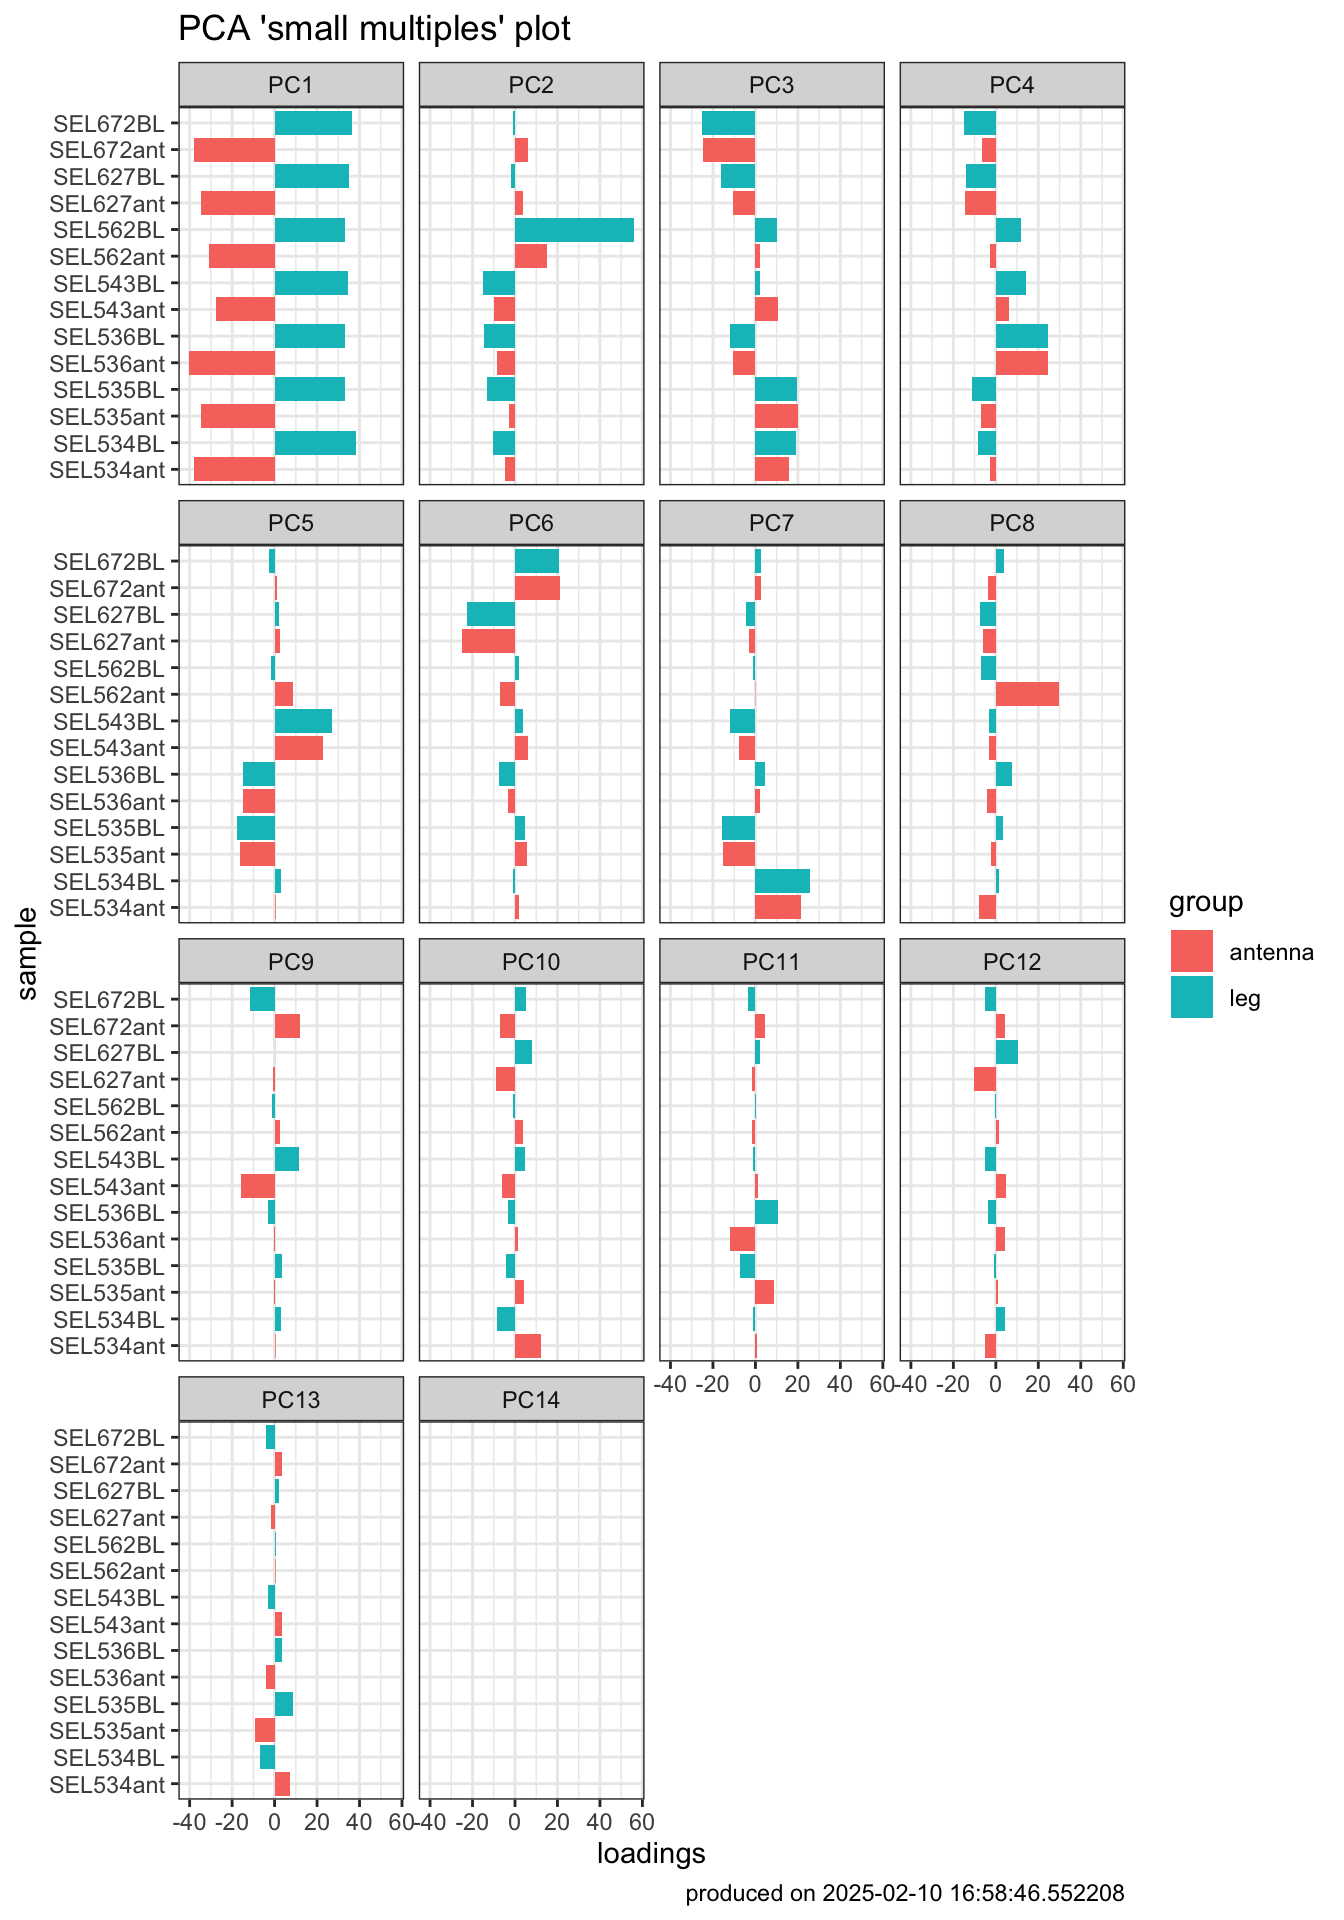 PCA 'small multiples' plot
PC1 PC2 PC3 PC4
SEL672BL
SEL672ant
SEL627BL
SEL627ant
SEL562BL
SEL562ant
SEL543BL
SEL543ant
SEL536BL
SEL536ant
SEL535BL
SEL535ant
SEL534BL
SEL534ant
PC5 PC6 PC7 PC8
SEL672BL
SEL672ant
SEL627BL
SEL627ant
SEL562BL
SEL562ant
SEL543BL
SEL543ant
SEL536BL
SEL536ant
SEL535BL
SEL535ant
SEL534BL
SEL534ant
sample
group
antenna
leg
PC9 PC10 PC11 PC12
SEL672BL
SEL672ant
SEL627BL
SEL627ant
SEL562BL
SEL562ant
SEL543BL
SEL543ant
SEL536BL
SEL536ant
SEL535BL
SEL535ant
SEL534BL
SEL534ant
-40 -20 0 20 40 60 -40 -20 0 20 40 60
PC13 PC14
SEL672BL
SEL672ant
SEL627BL
SEL627ant
SEL562BL
SEL562ant
SEL543BL
SEL543ant
SEL536BL
SEL536ant
SEL535BL
SEL535ant
SEL534BL
SEL534ant
-40 -20 0 20 40 60 -40 -20 0 20 40 60
loadings
produced on 2025-02-10 16:58:46.552208